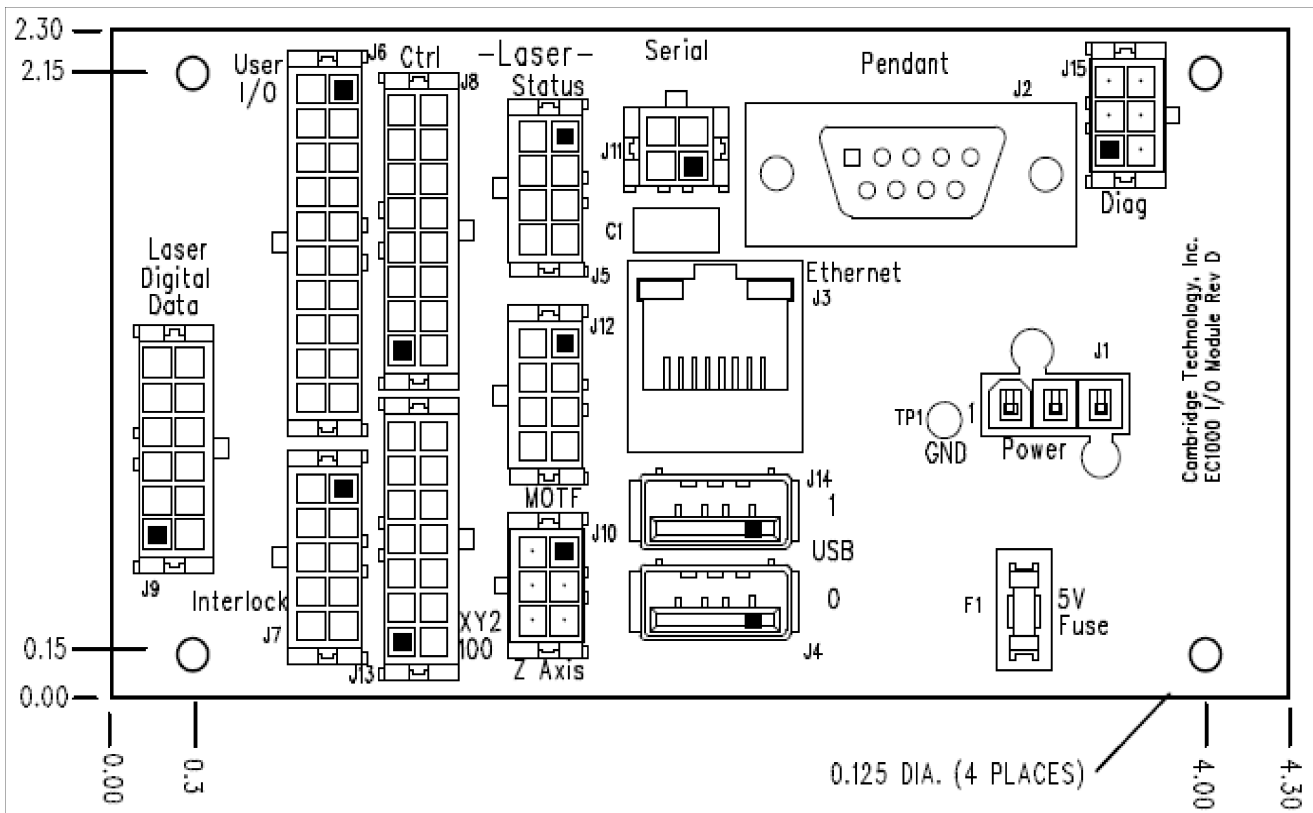 2.30
2.15
0.15
0.00
0.00
0.3
4.00
4.30
User
I/O
J6
Ctrl
J8
-Laser-
Status
J5
Serial
J11
C1
Pendant
J2
J15
Diag
Laser
Digital
Data
J9
Ethernet
J3
J12
MOTF
J10
Z Axis
J14
1
USB
0
J4
Interlock
J7
J13
XY2
100
TP1
GND
1
J1
Power
F1
5V
Fuse
Cambridge Technology, Inc.
EC1000 I/O Module Rev D
0.125 DIA. (4 PLACES)